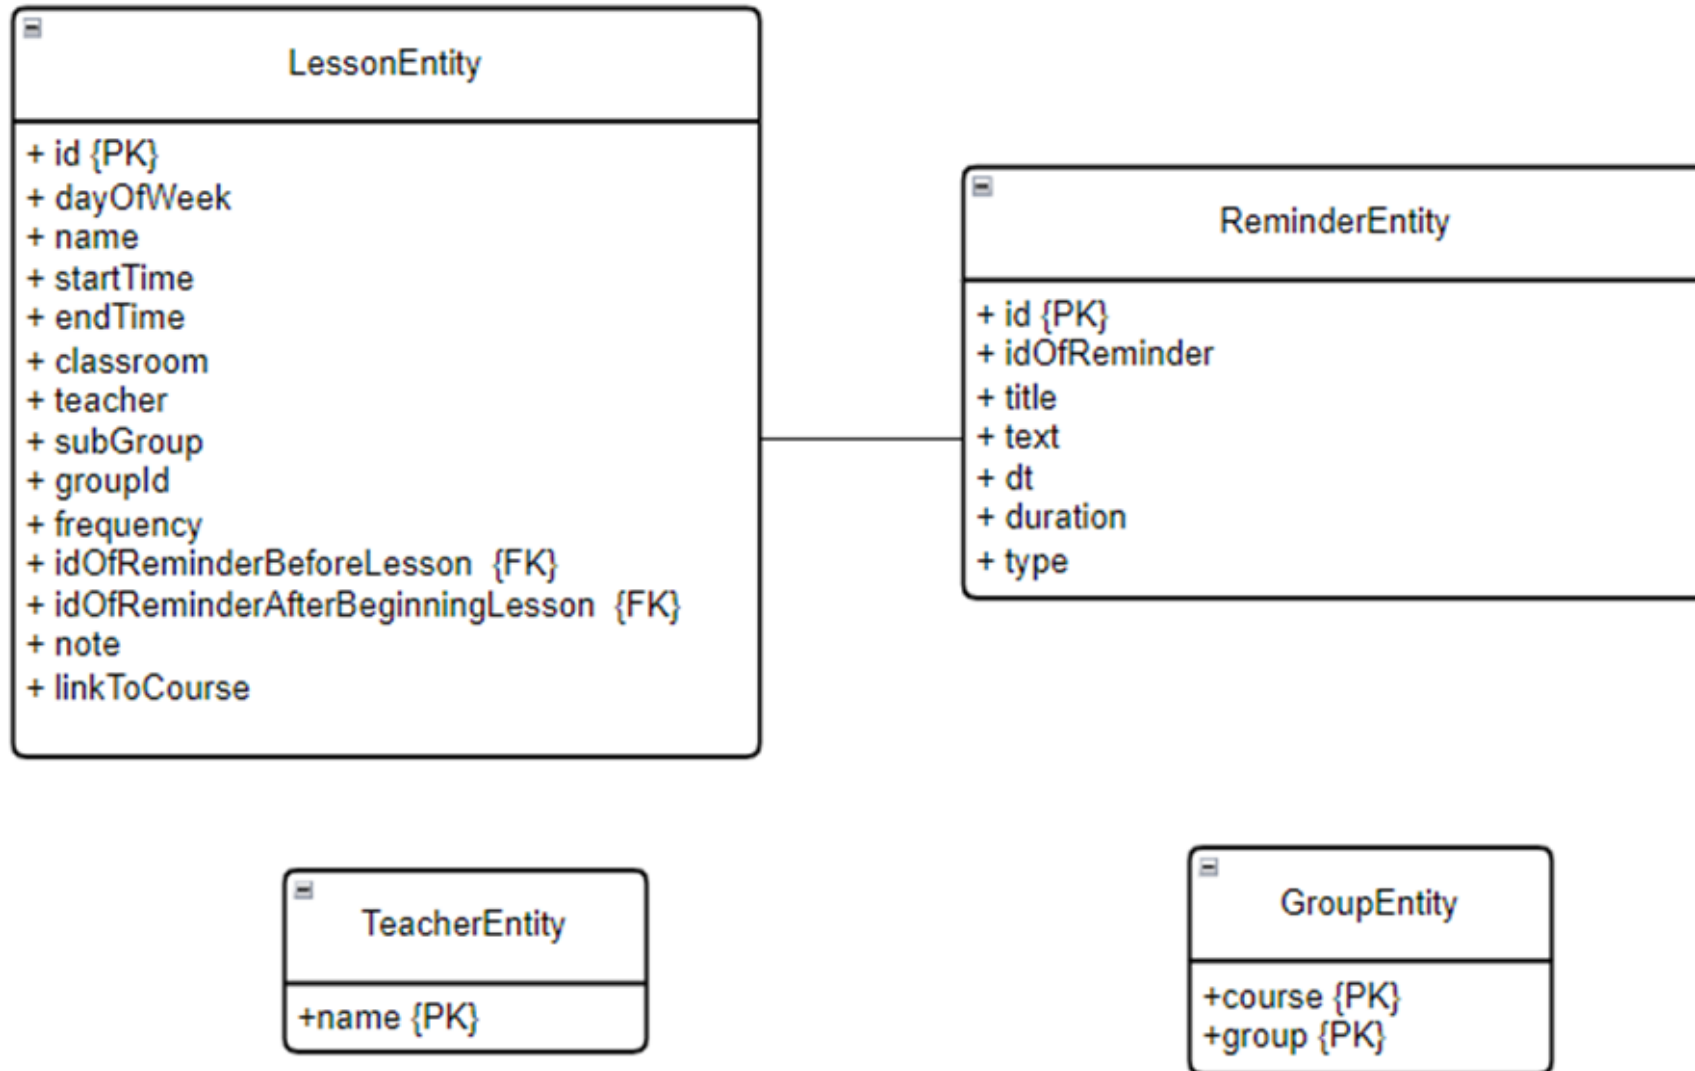 LessonEntity
+ id {PK}
+ dayOfWeek
+ name
+ startTime
+ endTime
+ classroom
+ teacher
+ subGroup
+ groupId
+ frequency
+ idOfReminderBeforeLesson {FK}
+ idOfReminderAfterBeginningLesson {FK}
+ note
+ linkToCourse
ReminderEntity
+ id {PK}
+ idOfReminder
+ title
+ text
+ dt
+ duration
+ type
TeacherEntity
+name {PK}
GroupEntity
+course {PK}
+group {PK}